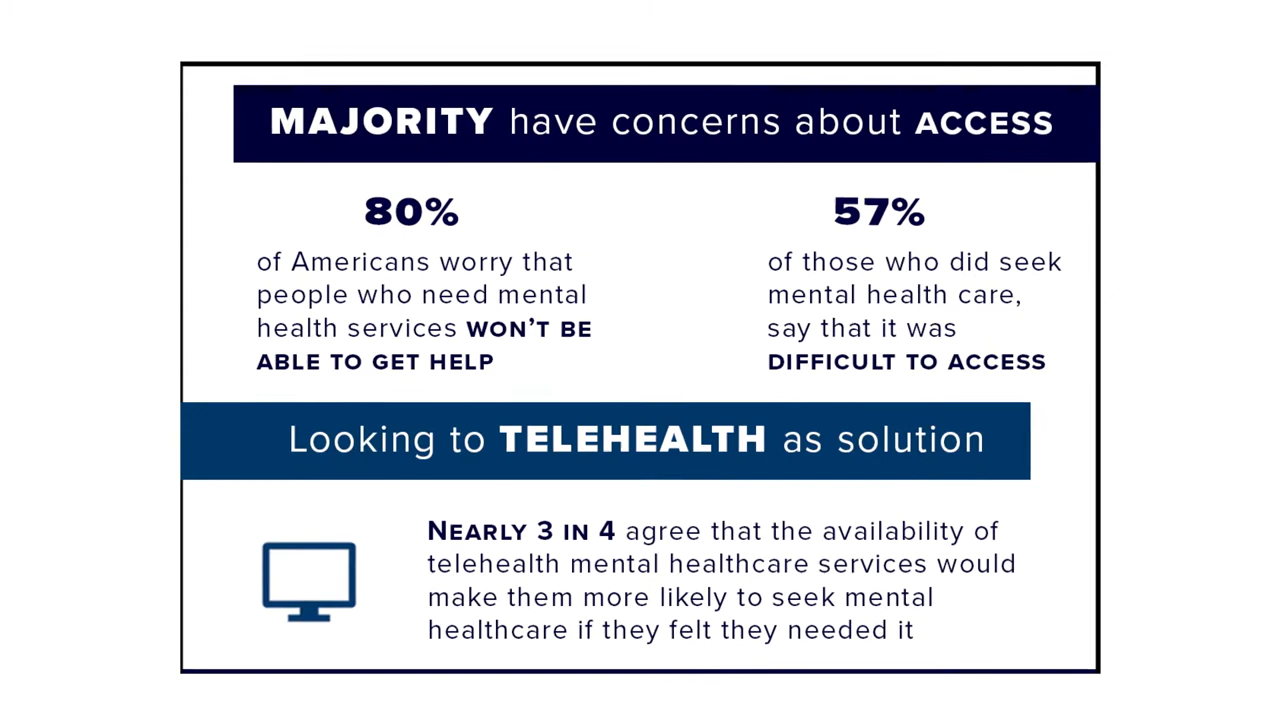 MAJORITY have concerns about ACCESS
80%
of Americans worry that
people who need mental
health services WON'T BE
ABLE TO GET HELP
57%
of those who did seek
mental health care,
say that it was
DIFFICULT TO ACCESS
Looking to TELEHEALTH as solution
NEARLY 3 IN 4 agree that the availability of
telehealth mental healthcare services would
make them more likely to seek mental
healthcare if they felt they needed it